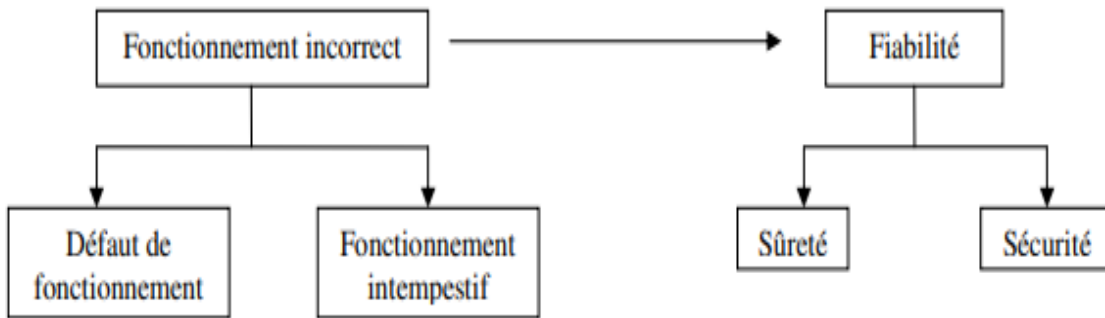 Fonctionnement incorrect
Fiabilité
Défaut de
fonctionnement
Fonctionnement
intempestif
Sûreté
Sécurité